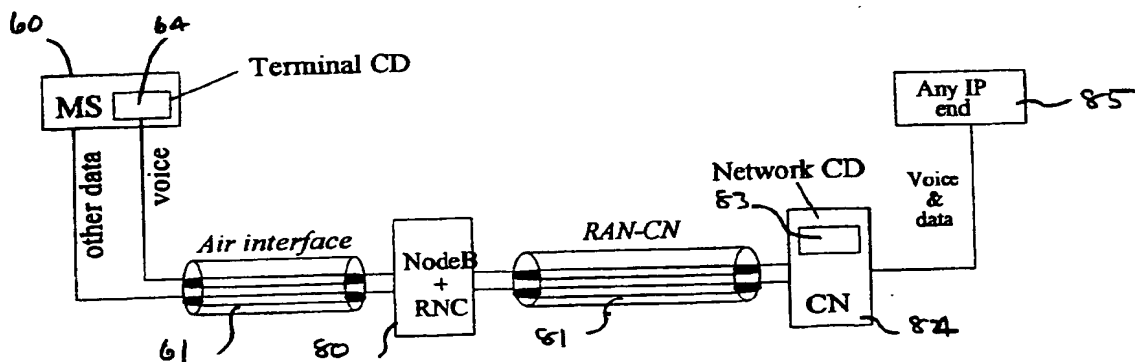 60
64
Terminal CD
MS
other data
voice
Air interface
61
NodeB
+
RNC
80
RAN-CN
81
Network CD
83
CN
84
Voice
&
data
Any IP
end
85